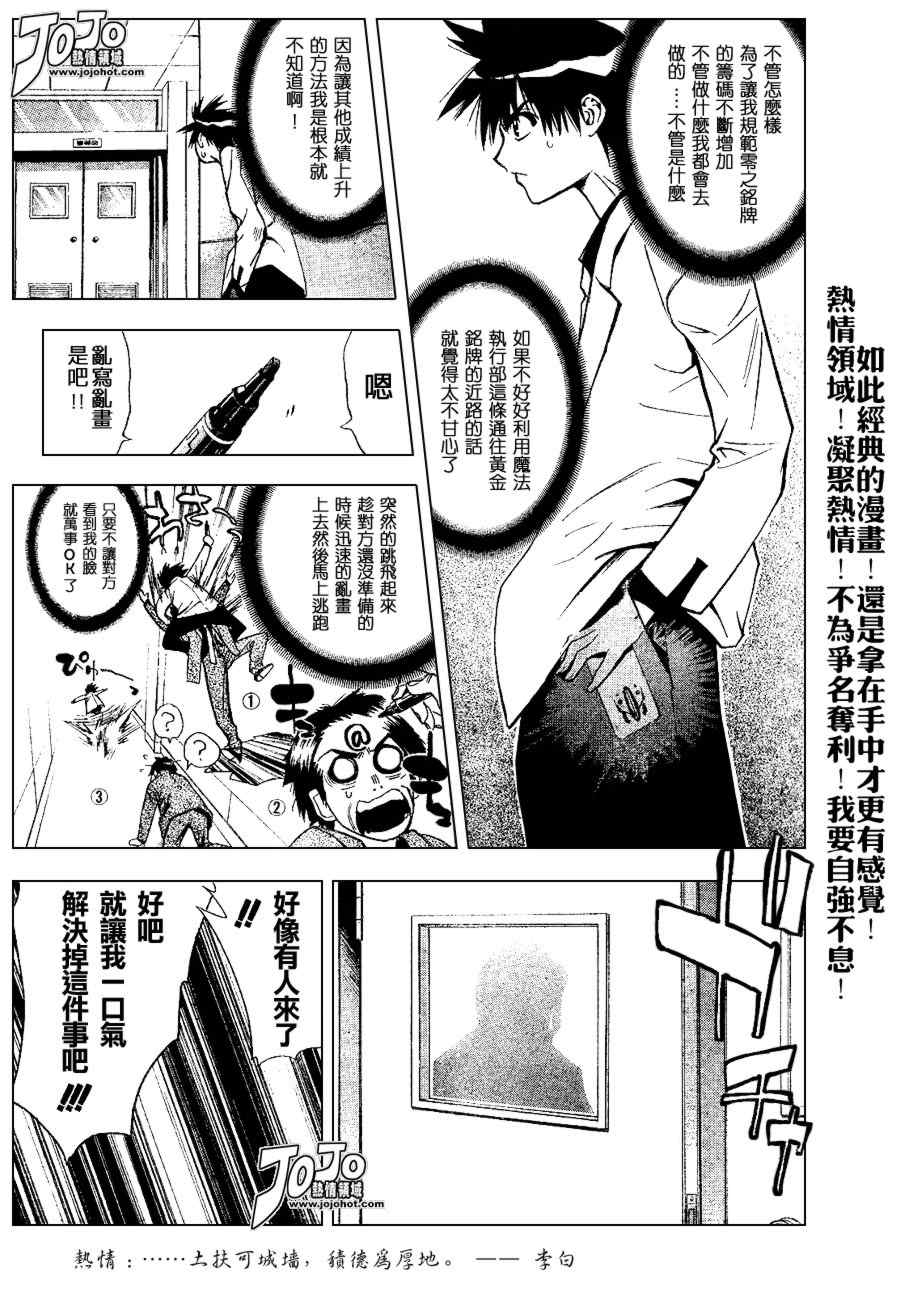 不管怎麼樣
為了讓我規範零之銘牌
的籌碼不斷增加
不管做什麼我都會去
做的....不管是什麼
如果不好好利用魔法
執行部這條通往黃金
銘牌的近路的話
就覺得太不甘心了
因為讓其他成績上升
的方法我是根本就
不知道啊！
嗯
亂寫亂畫
是吧!!
突然的跳飛起來
趁對方還沒準備的
時候迅速的亂畫
上去然後馬上逃跑
只要不讓對方
看到我的臉
就萬事OK了
①
②
③
@
?
?
ぴゅー
ガチャ
好像有人來了
!!
好吧
就讓我一口氣
解決掉這件事吧
!!!
如此經典的漫畫！還是拿在手中才更有感覺！
熱情領域！凝聚熱情！不為爭名奪利！我要自強不息！
JOJO
熱情領域
www.jojohot.com
JOJO
熱情領域
www.jojohot.com
熱情：……土扶可城墻，積德為厚地。 —— 李白